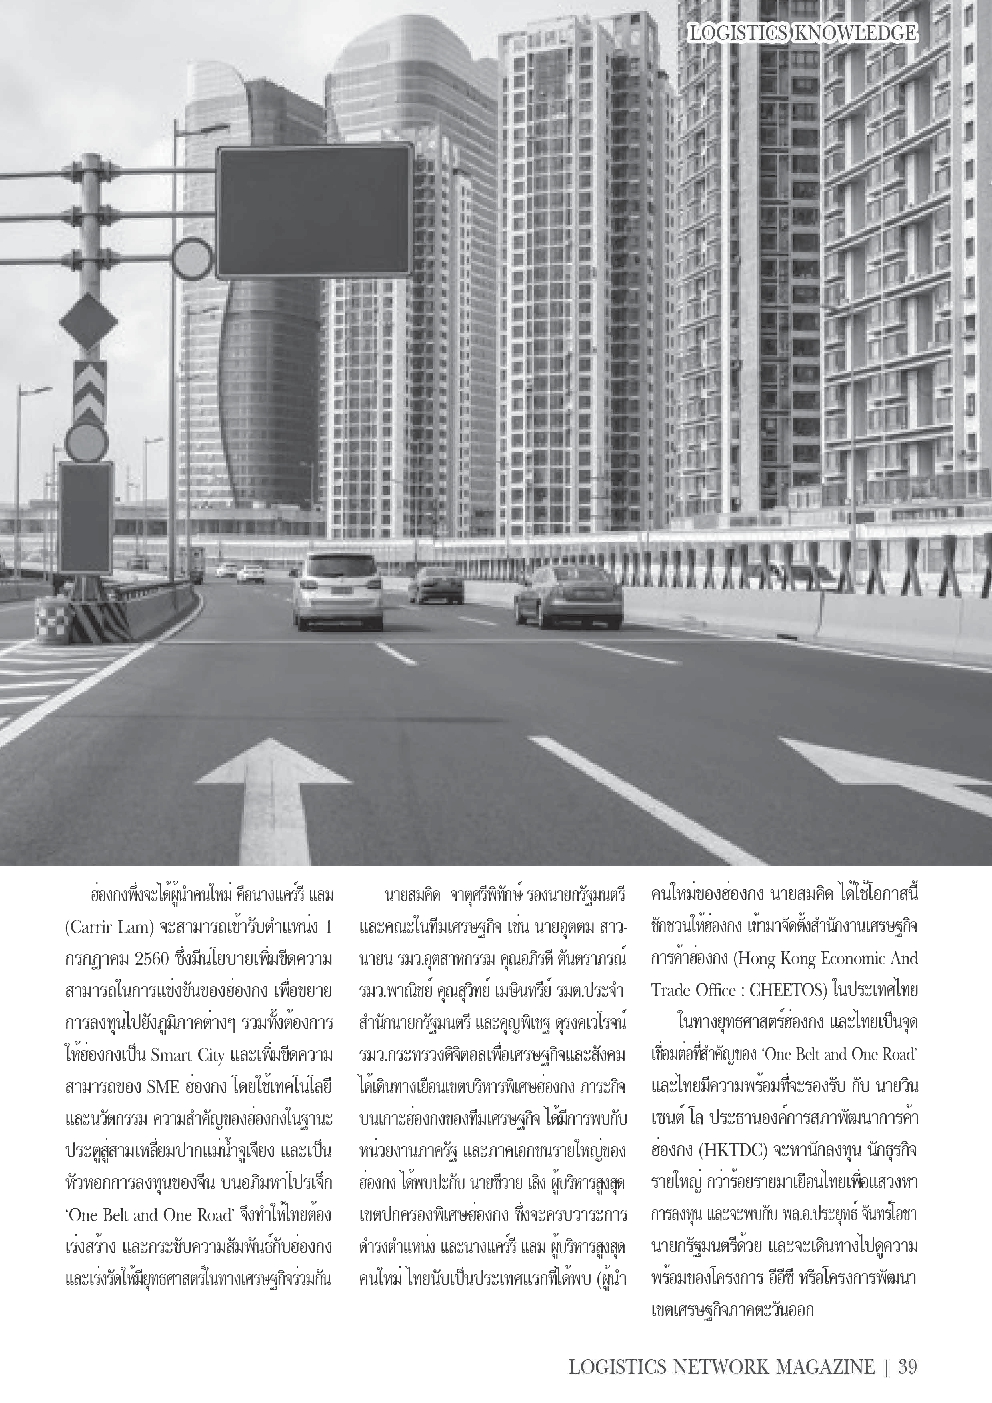 LOGISTICS KNOWLEDGE
ฮ่องกงพึ่งจะได้ผู้นำคนใหม่ คือนางแคร์รี แลม
(Carrir Lam) จะสามารถเข้ารับตำแหน่ง 1
กรกฎาคม 2560 ซึ่งมีนโยบายเพิ่มขีดความ
สามารถในการแข่งขันของฮ่องกง เพื่อขยาย
การลงทุนไปยังภูมิภาคต่างๆ รวมทั้งต้องการ
ให้ฮ่องกงเป็น Smart City และเพิ่มขีดความ
สามารถของ SME ฮ่องกง โดยใช้เทคโนโลยี
และนวัตกรรม ความสำคัญของฮ่องกงในฐานะ
ประตูสู่สามเหลี่ยมปากแม่น้ำจูเจียง และเป็น
หัวหอกการลงทุนของจีน บนอภิมหาโปรเจ็ก
‘One Belt and One Road’ จึงทำให้ไทยต้อง
เร่งสร้าง และกระชับความสัมพันธ์กับฮ่องกง
และเร่งรัดให้มียุทธศาสตร์ในทางเศรษฐกิจร่วมกัน
นายสมคิด จาตุศรีพิทักษ์ รองนายกรัฐมนตรี
และคณะในทีมเศรษฐกิจ เช่น นายอุตตม สาว-
นายน รมว.อุตสาหกรรม คุณอภิรดี ตันตราภรณ์
รมว.พาณิชย์ คุณสุวิทย์ เมษินทรีย์ รมต.ประจำ
สำนักนายกรัฐมนตรี และคุญพิเชฐ ดุรงคเวโรจน์
รมว.กระทรวงดิจิตอลเพื่อเศรษฐกิจและสังคม
ได้เดินทางเยือนเขตบริหารพิเศษฮ่องกง ภาระกิจ
บนเกาะฮ่องกงของทีมเศรษฐกิจ ได้มีการพบกับ
หน่วยงานภาครัฐ และภาคเอกชนรายใหญ่ของ
ฮ่องกง ได้พบปะกับ นายซีวาย เลิง ผู้บริหารสูงสุด
เขตปกครองพิเศษฮ่องกง ซึ่งจะครบวาระการ
ดำรงตำแหน่ง และนางแคร์รี แลม ผู้บริหารสูงสุด
คนใหม่ ไทยนับเป็นประเทศแรกที่ได้พบ (ผู้นำ
คนใหม่ของฮ่องกง นายสมคิด ได้ใช้โอกาสนี้
ชักชวนให้ฮ่องกง เข้ามาจัดตั้งสำนักงานเศรษฐกิจ
การค้าฮ่องกง (Hong Kong Economic And
Trade Office : CHEETOS) ในประเทศไทย
ในทางยุทธศาสตร์ฮ่องกง และไทยเป็นจุด
เชื่อมต่อที่สำคัญของ ‘One Belt and One Road’
และไทยมีความพร้อมที่จะรองรับ กับ นายวิน
เซนต์ โล ประธานองค์การสภาพัฒนาการค้า
ฮ่องกง (HKTDC) จะหานักลงทุน นักธุรกิจ
รายใหญ่ กว่าร้อยรายมาเยือนไทยเพื่อแสวงหา
การลงทุน และจะพบกับ พล.อ.ประยุทธ์ จันทร์โอชา
นายกรัฐมนตรีด้วย และจะเดินทางไปดูความ
พร้อมของโครงการ อีอีซี หรือโครงการพัฒนา
เขตเศรษฐกิจภาคตะวันออก
LOGISTICS NETWORK MAGAZINE | 39